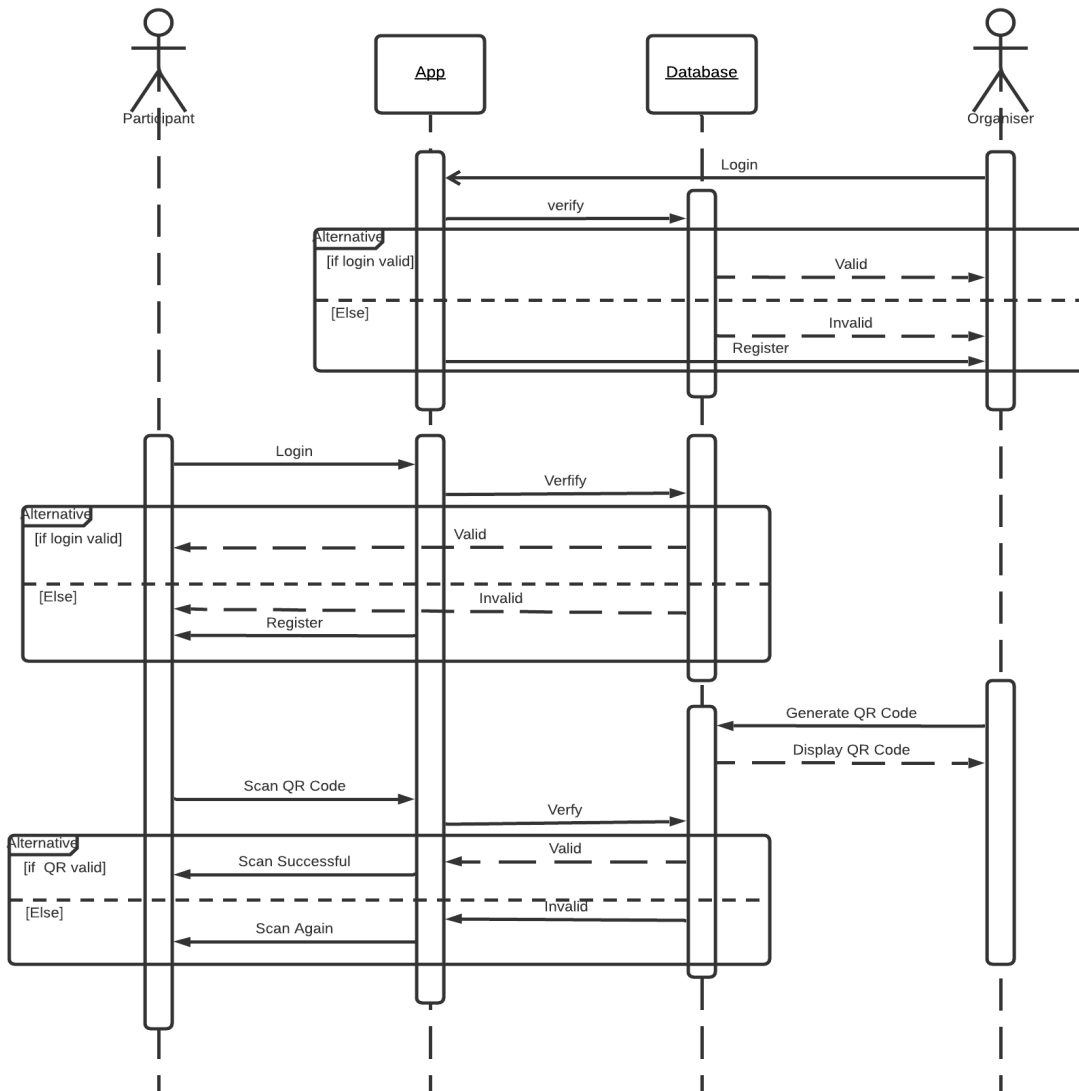 App
Database
Participant
Organiser
Login
verify
Alternative
[if login valid]
Valid
[Else]
Invalid
Register
Login
Verfify
Alternative
[if login valid]
Valid
[Else]
Invalid
Register
Generate QR Code
Display QR Code
Scan QR Code
Verfy
Alternative
[if  QR valid]
Valid
Scan Successful
[Else]
Invalid
Scan Again